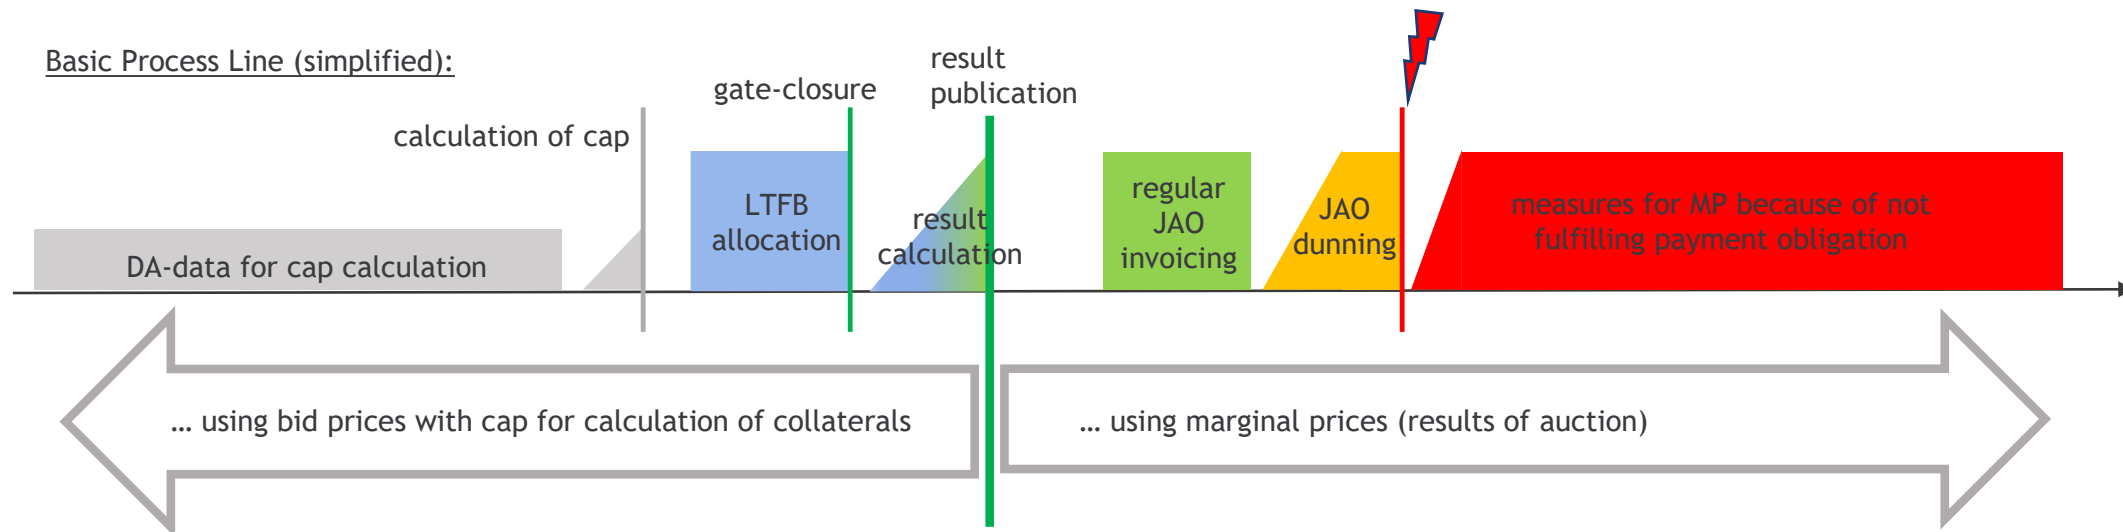 Basic Process Line (simplified):
calculation of cap
gate-closure
result
publication
DA-data for cap calculation
LTFB
allocation
result
calculation
regular
JAO
invoicing
JAO
dunning
measures for MP because of not
fulfilling payment obligation
… using bid prices with cap for calculation of collaterals
… using marginal prices (results of auction)